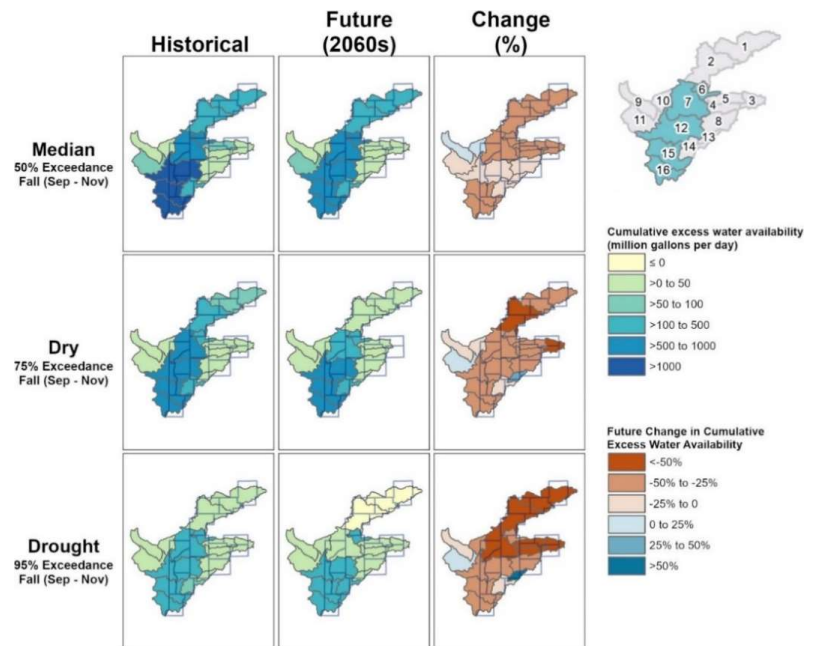 Historical
Future
(2060s)
Change
(%)
Median
50% Exceedance
Fall (Sep - Nov)
Dry
75% Exceedance
Fall (Sep - Nov)
Drought
95% Exceedance
Fall (Sep - Nov)
1
2
6
9
10
7
4
5
3
11
8
12
13
14
15
16
Cumulative excess water availability
(million gallons per day)
≤ 0
>0 to 50
>50 to 100
>100 to 500
>500 to 1000
>1000
Future Change in Cumulative
Excess Water Availability
<-50%
-50% to -25%
-25% to 0
0 to 25%
25% to 50%
>50%